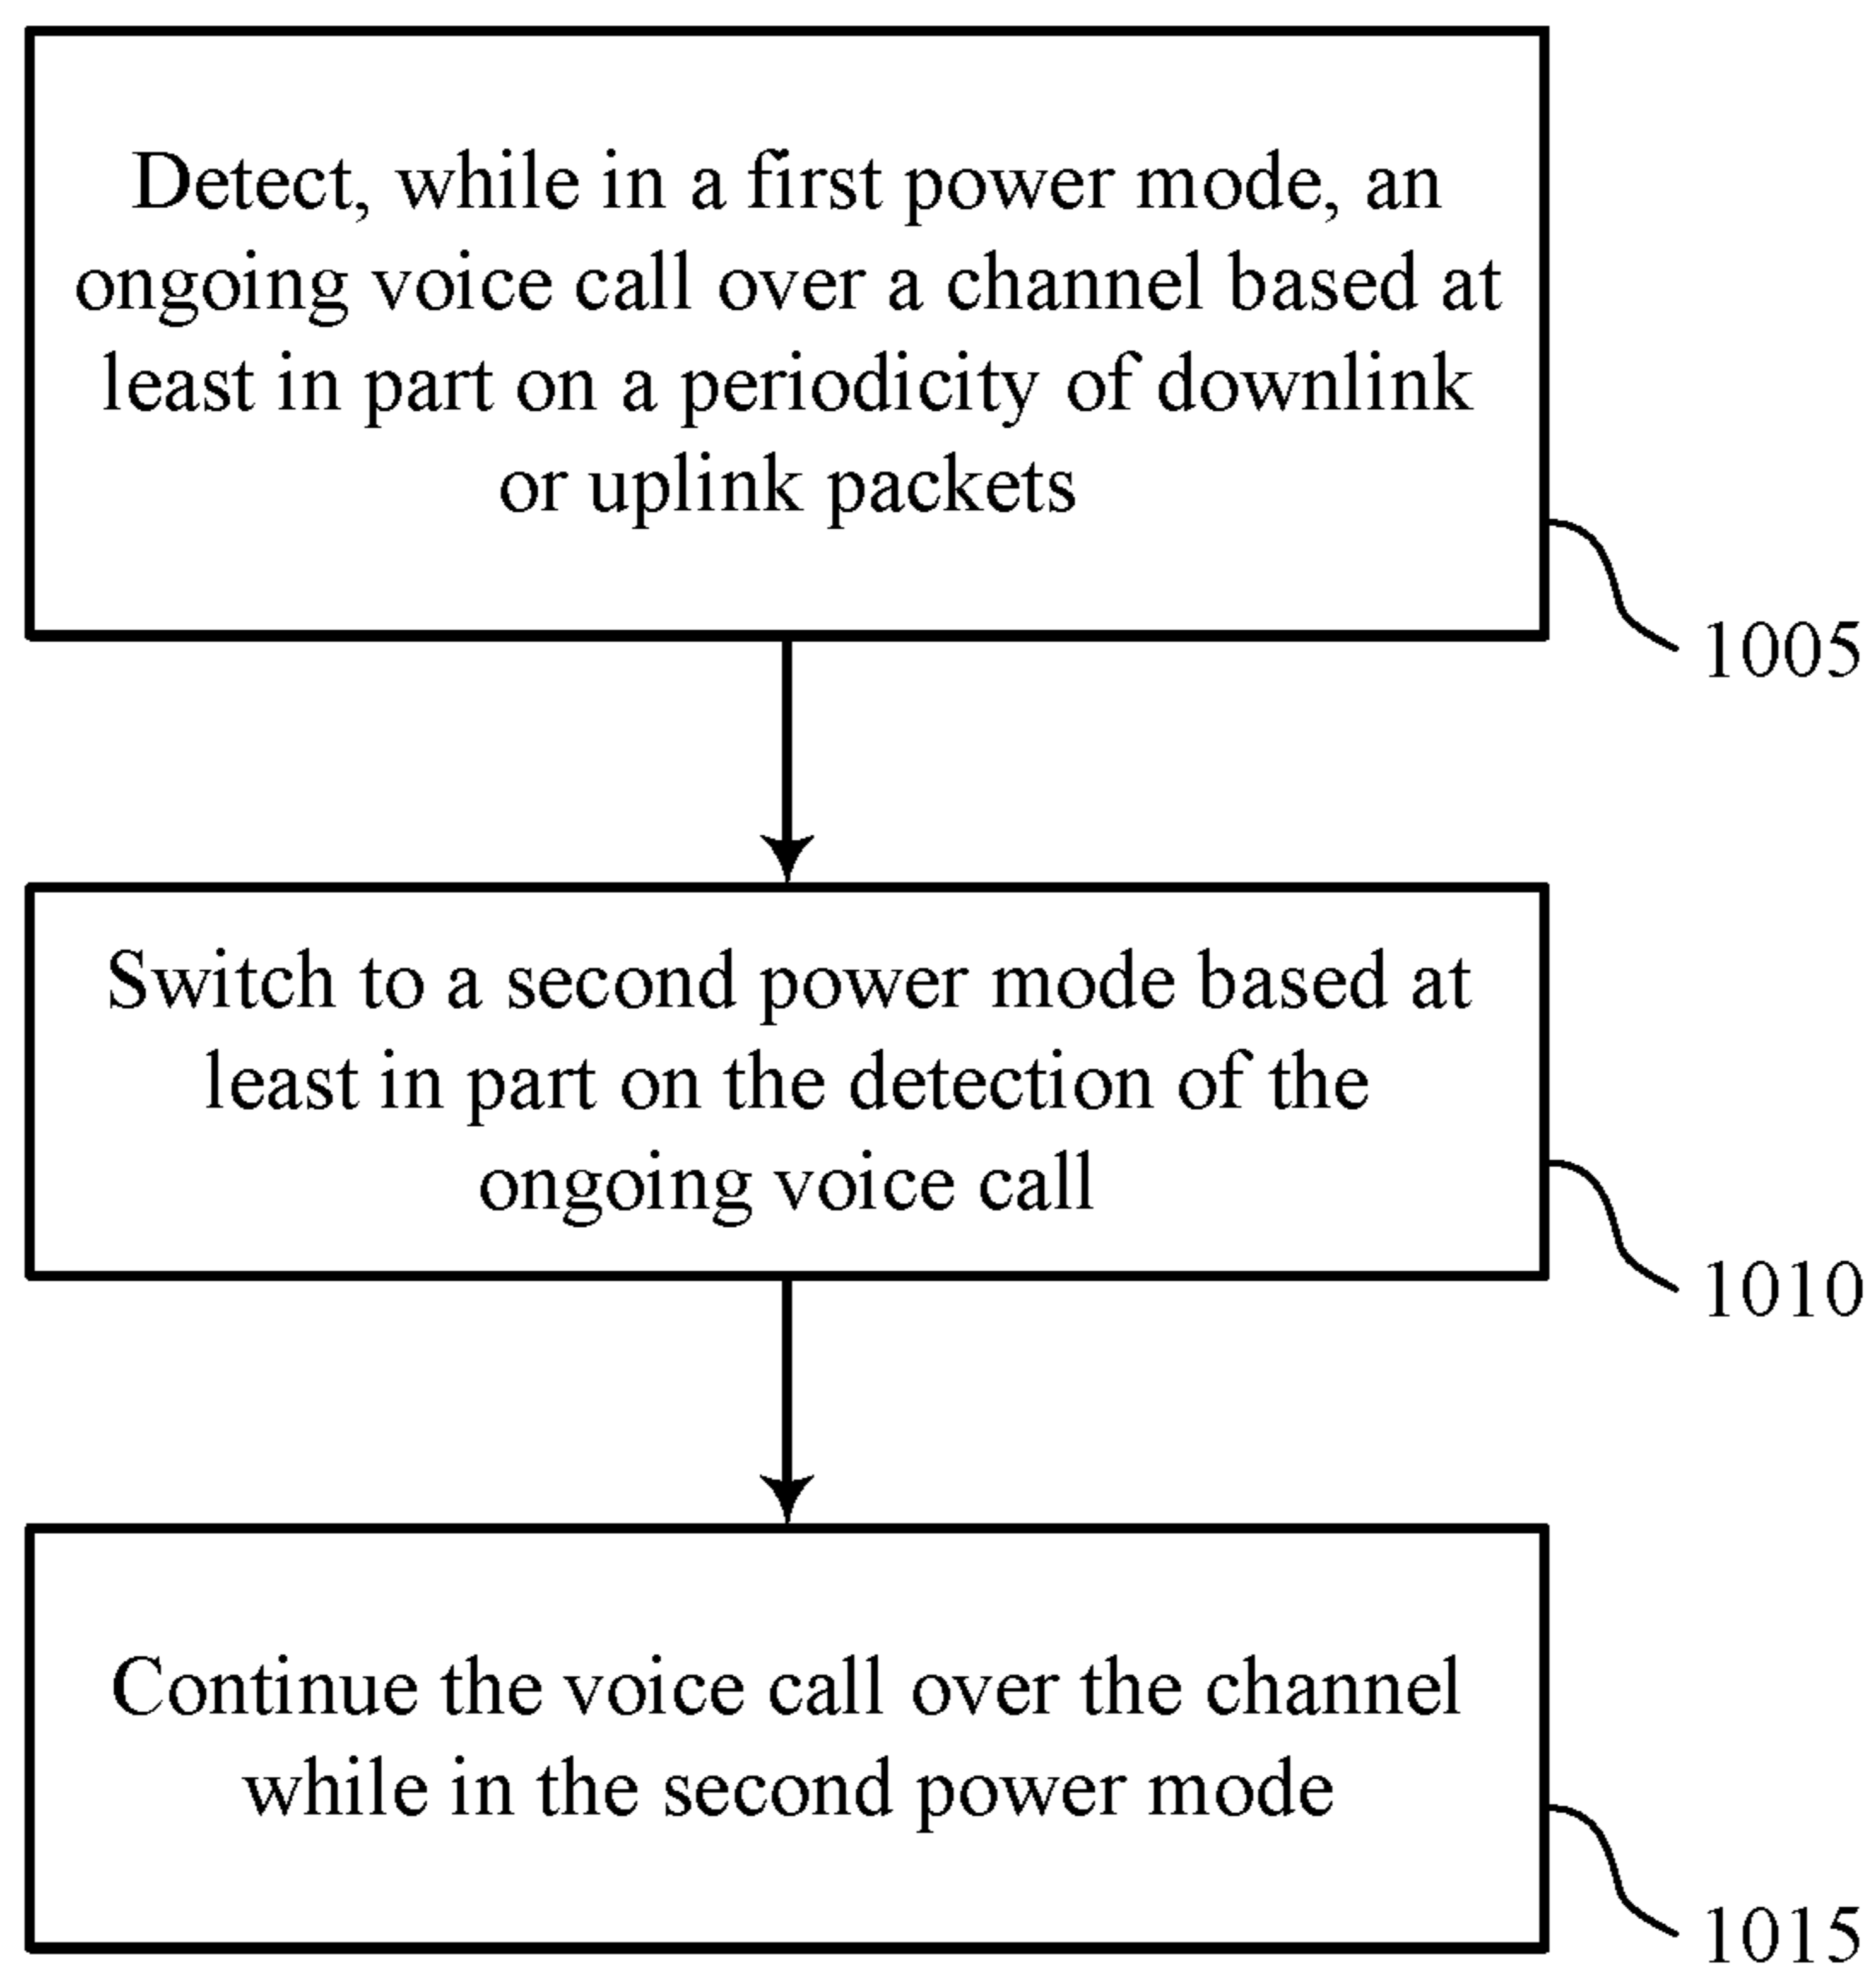 Detect, while in a first power mode, an
ongoing voice call over a channel based at
least in part on a periodicity of downlink
or uplink packets
1005
Switch to a second power mode based at
least in part on the detection of the
ongoing voice call
1010
Continue the voice call over the channel
while in the second power mode
1015